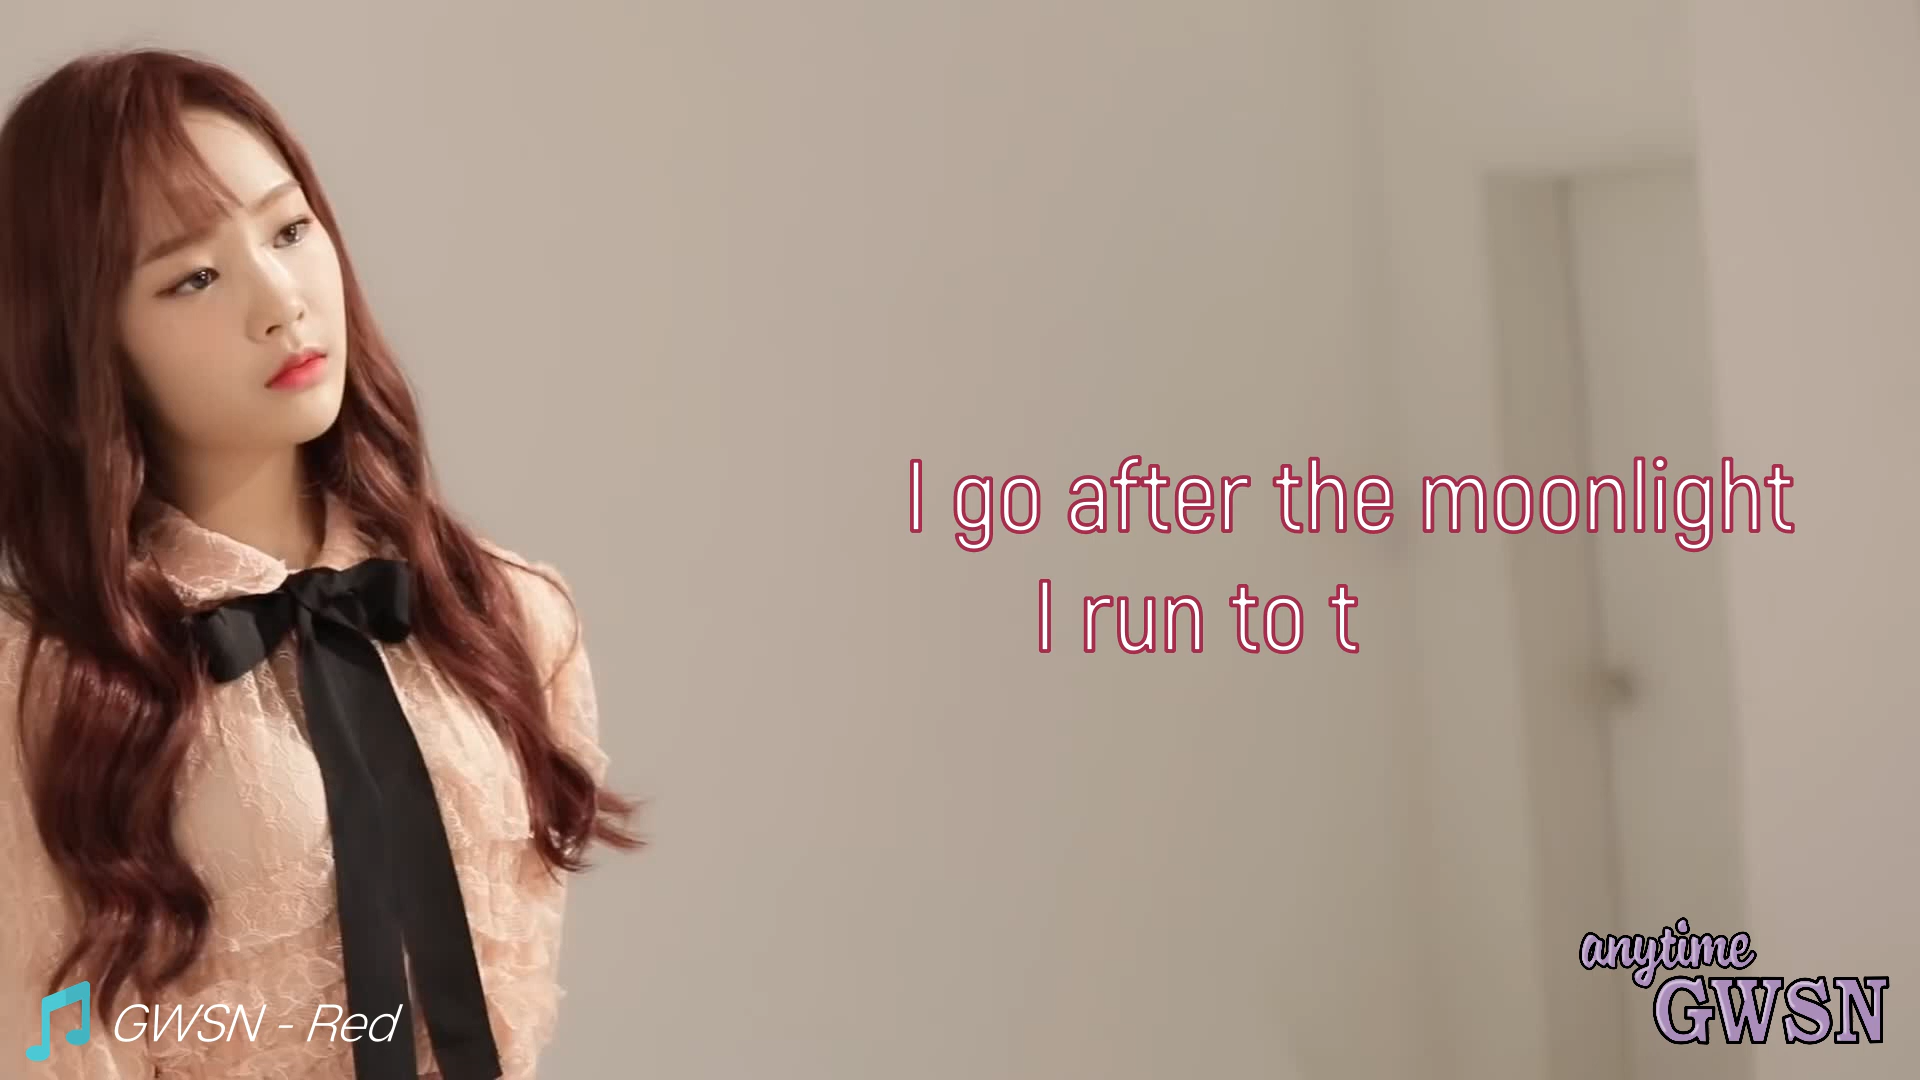 I go after the moonlight
I run to t
GWSN - Red
anytime
GWSN